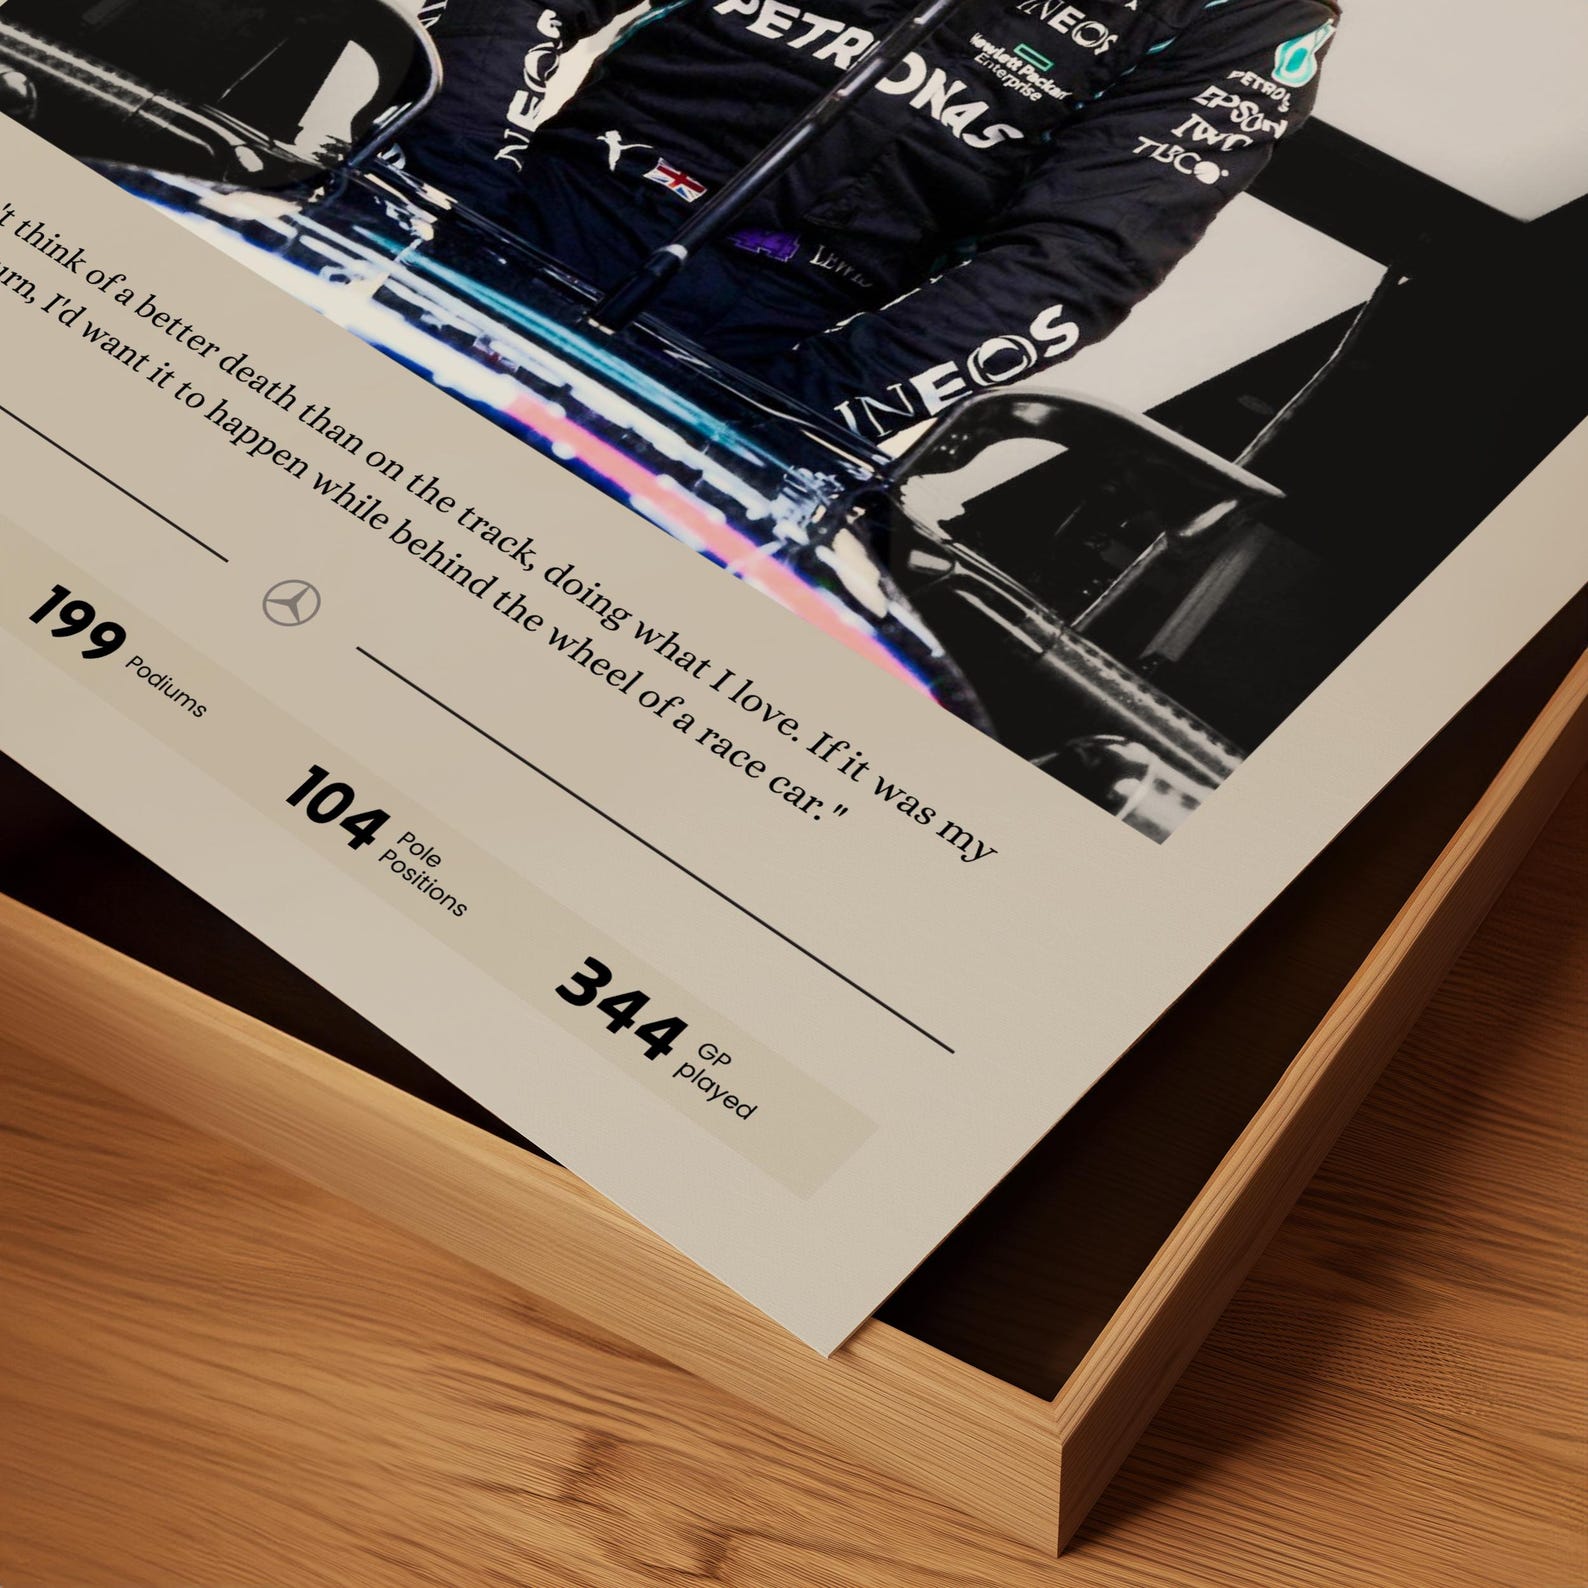 PETRONAS
INEOS
Hewlett Packard
Enterprise
PETRONAS
EPSON
IWC
TIBCO
INEOS
44 LEWIS
INEOS
't think of a better death than on the track, doing what I love. If it was my
urn, I'd want it to happen while behind the wheel of a race car."
199 Podiums
104 Pole
Positions
344 GP
played